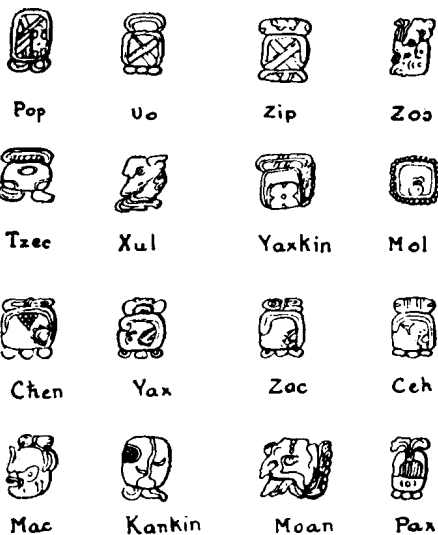 Pop Uo Zip Zoɔ
Tzec Xul Yaxkin Mol
Chen Yax Zac Ceh
Mac Kankin Moan Pax